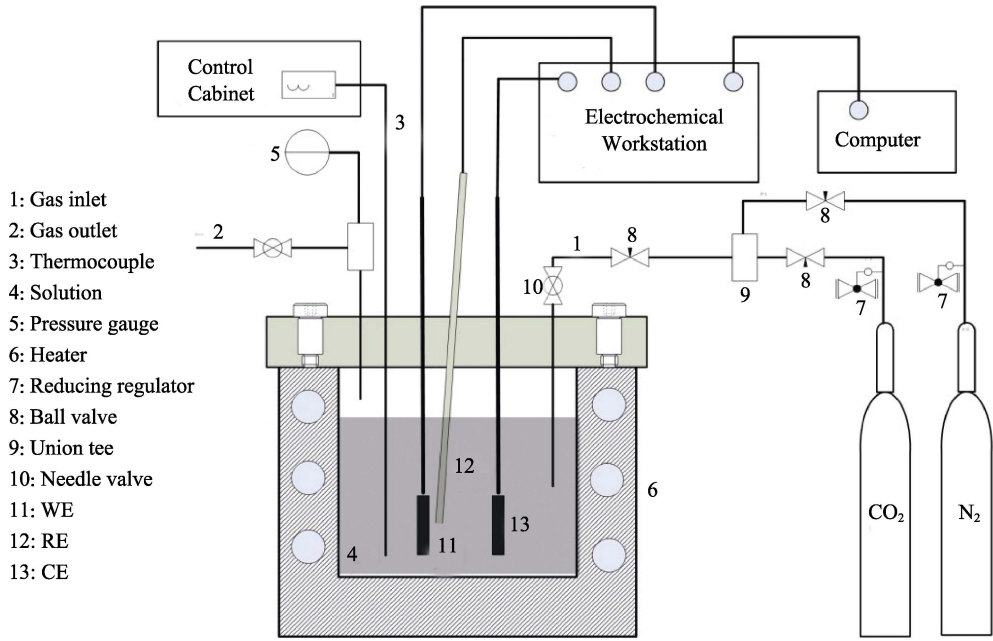 Control
Cabinet
3
5
Electrochemical
Workstation
Computer
1: Gas inlet
2: Gas outlet
3: Thermocouple
4: Solution
5: Pressure gauge
6: Heater
7: Reducing regulator
8: Ball valve
9: Union tee
10: Needle valve
11: WE
12: RE
13: CE
2
1
8
8
8
10
9
7
7
12
6
13
11
4
CO₂
N₂